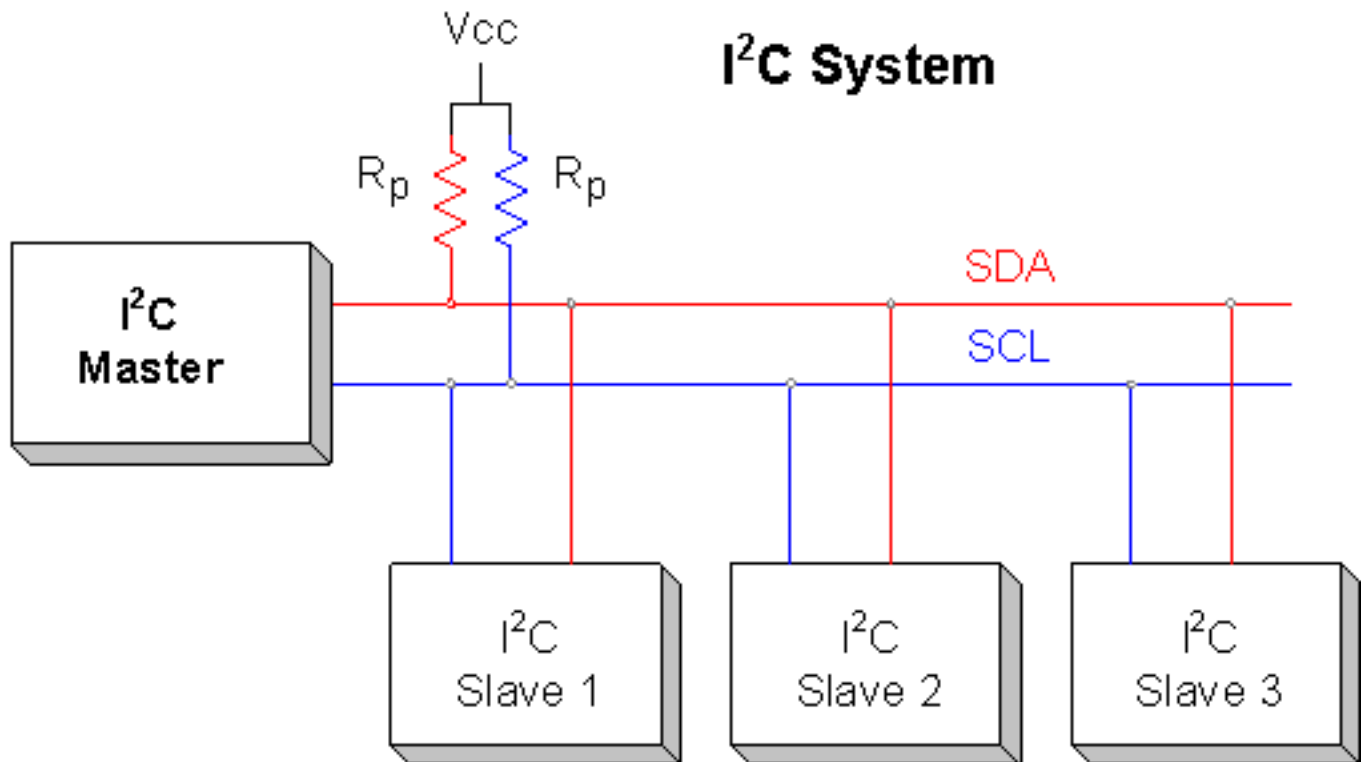 Vcc
I²C System
Rp
Rp
SDA
I²C
Master
SCL
I²C
Slave 1
I²C
Slave 2
I²C
Slave 3